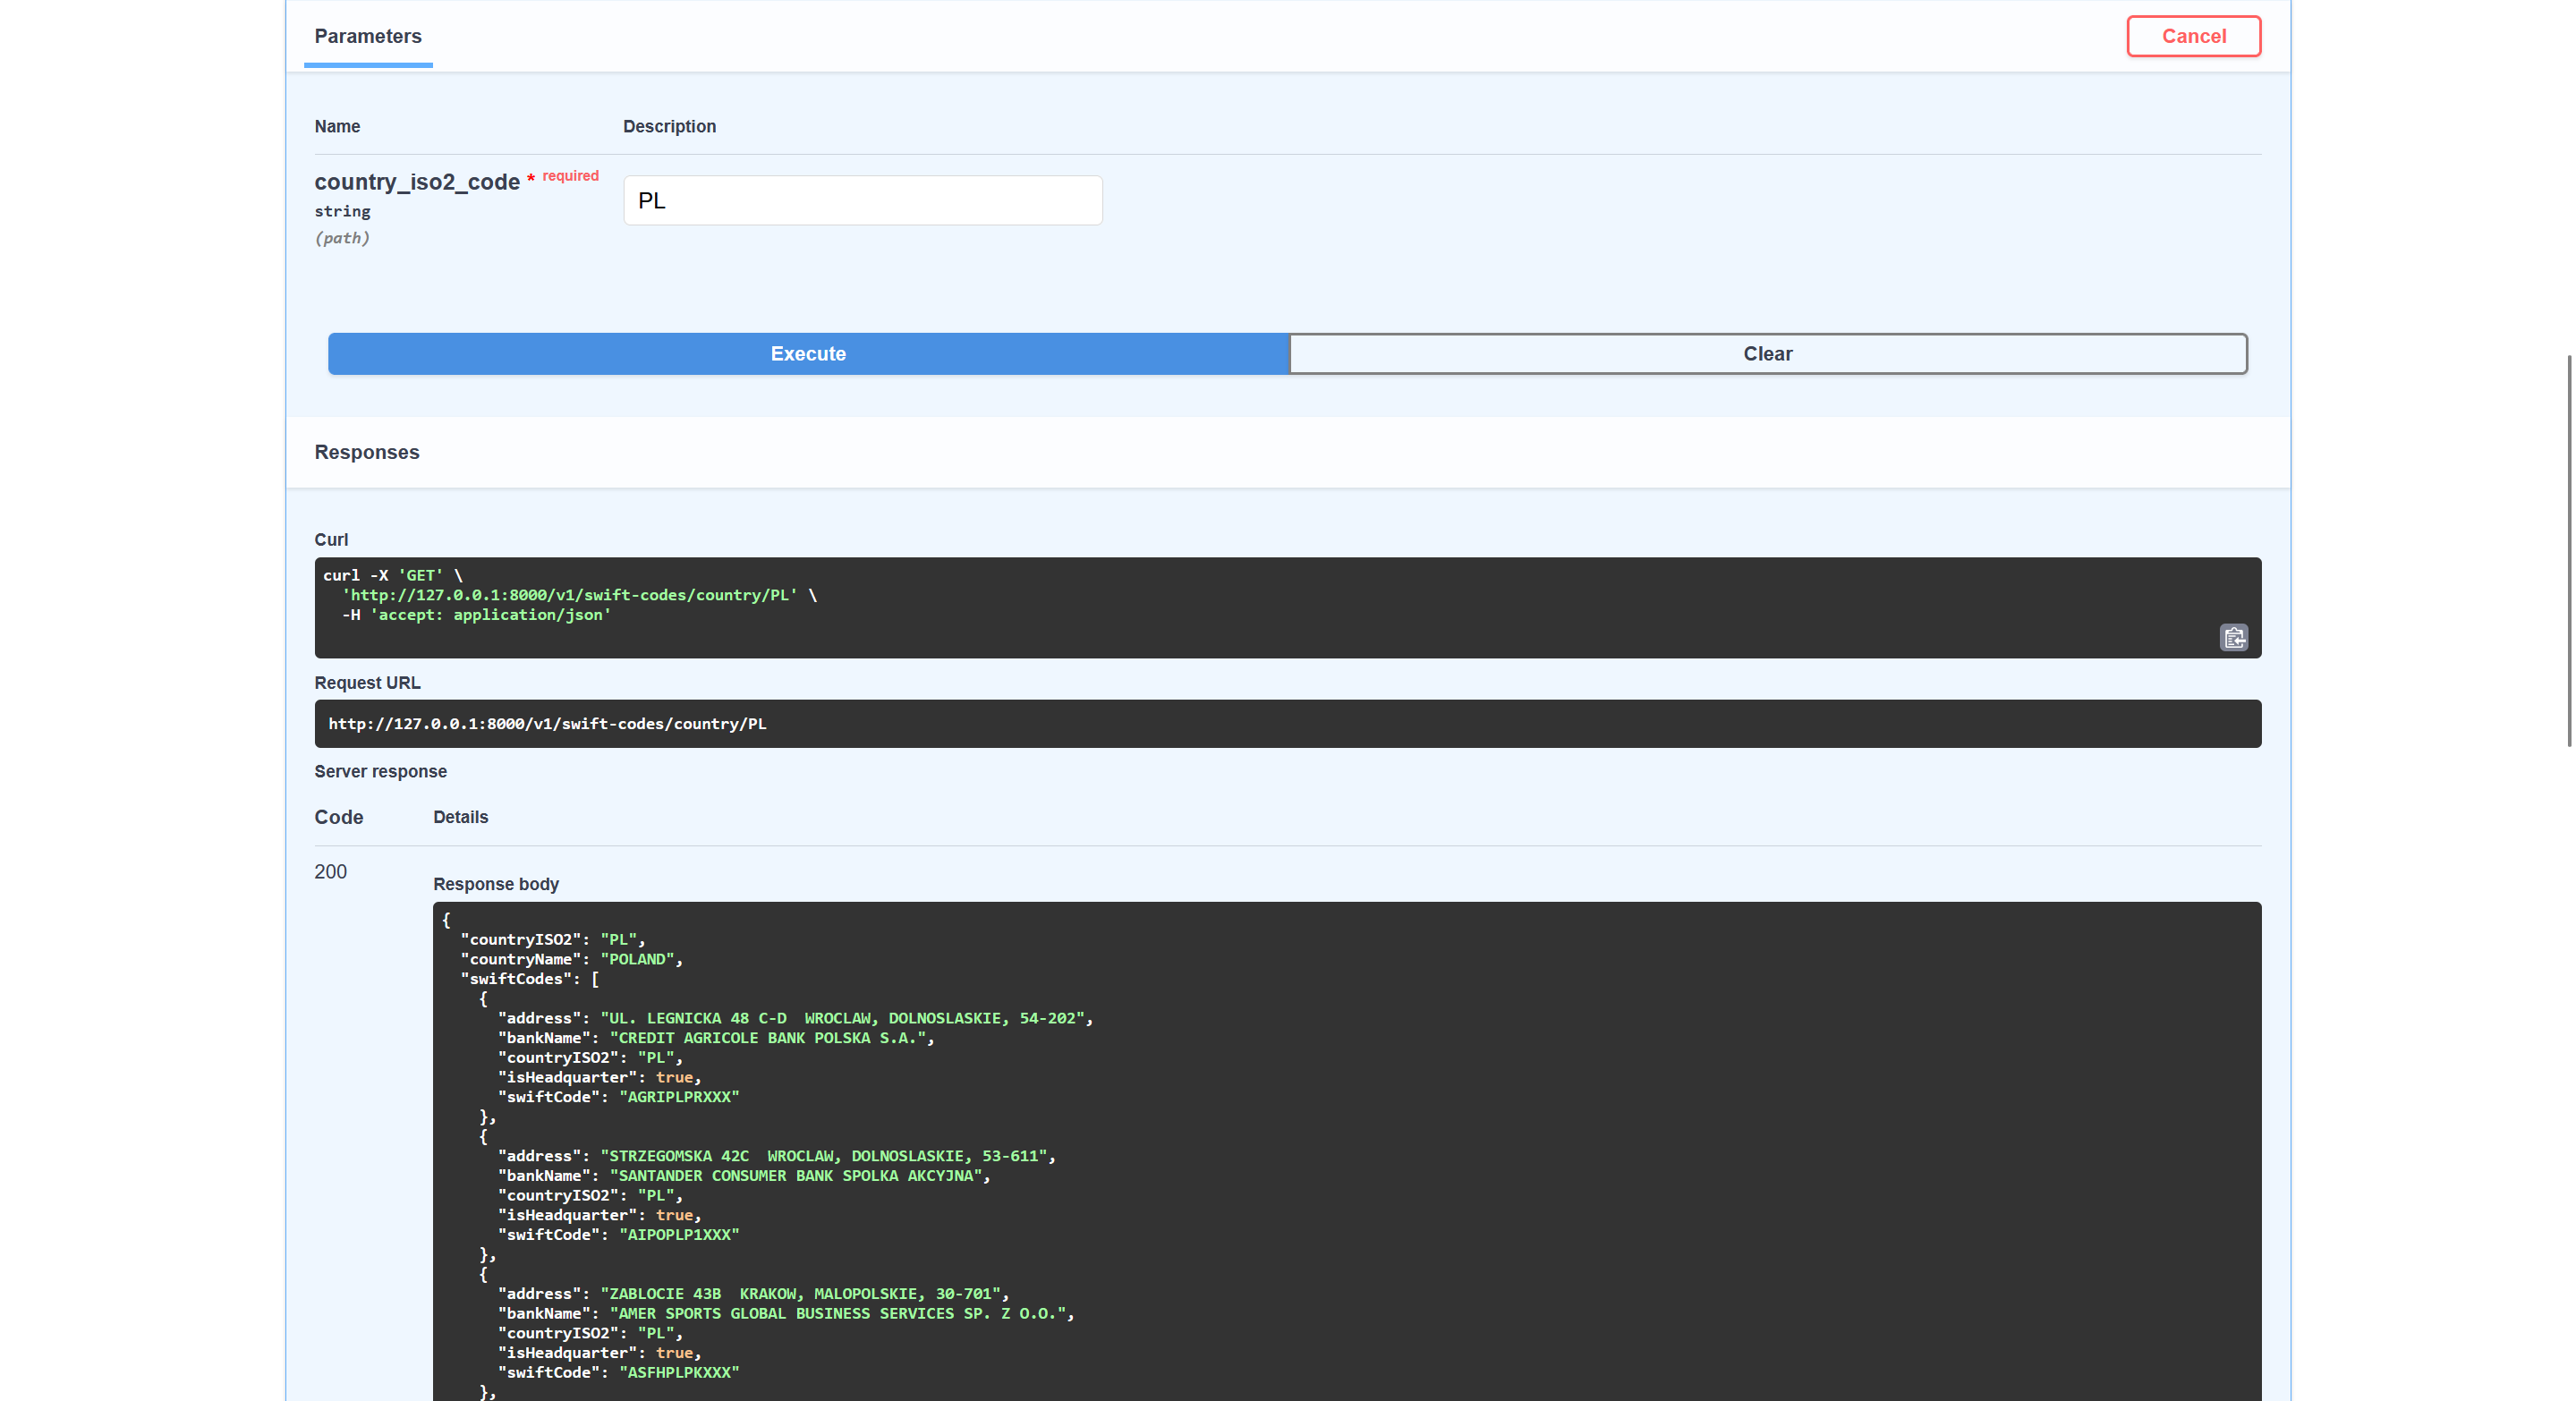 Parameters
Cancel
Name Description
country_iso2_code * required
string
(path)
PL
Execute
Clear
Responses
Curl
curl -X 'GET' \
  'http://127.0.0.1:8000/v1/swift-codes/country/PL' \
  -H 'accept: application/json'
Request URL
http://127.0.0.1:8000/v1/swift-codes/country/PL
Server response
Code Details
200
Response body
{
  "countryISO2": "PL",
  "countryName": "POLAND",
  "swiftCodes": [
    {
      "address": "UL. LEGNICKA 48 C-D  WROCLAW, DOLNOSLASKIE, 54-202",
      "bankName": "CREDIT AGRICOLE BANK POLSKA S.A.",
      "countryISO2": "PL",
      "isHeadquarter": true,
      "swiftCode": "AGRIPLPRXXX"
    },
    {
      "address": "STRZEGOMSKA 42C  WROCLAW, DOLNOSLASKIE, 53-611",
      "bankName": "SANTANDER CONSUMER BANK SPOLKA AKCYJNA",
      "countryISO2": "PL",
      "isHeadquarter": true,
      "swiftCode": "AIPOPLP1XXX"
    },
    {
      "address": "ZABLOCIE 43B  KRAKOW, MALOPOLSKIE, 30-701",
      "bankName": "AMER SPORTS GLOBAL BUSINESS SERVICES SP. Z O.O.",
      "countryISO2": "PL",
      "isHeadquarter": true,
      "swiftCode": "ASFHPLPKXXX"
    },